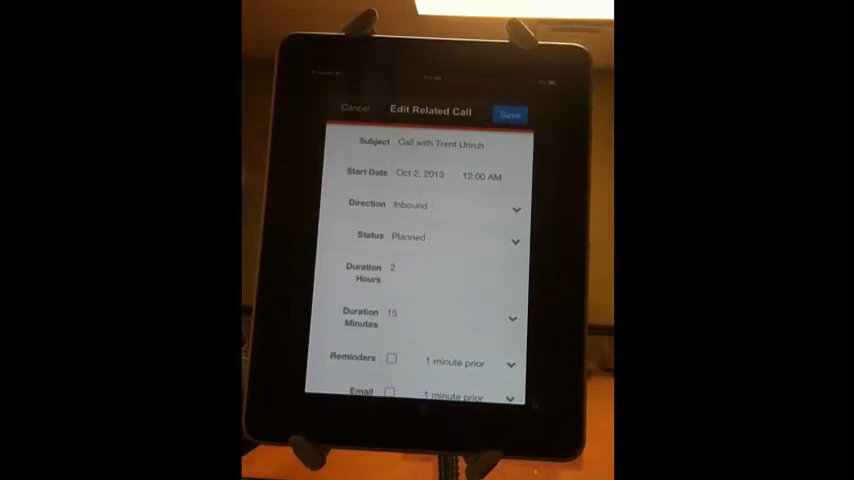 Cancel Edit Related Call Save
Subject Call with Trent Unruh
Start Date Oct 2, 2013 12:00 AM
Direction Inbound
Status Planned
Duration Hours 2
Duration Minutes 15
Reminders 1 minute prior
Email 1 minute prior